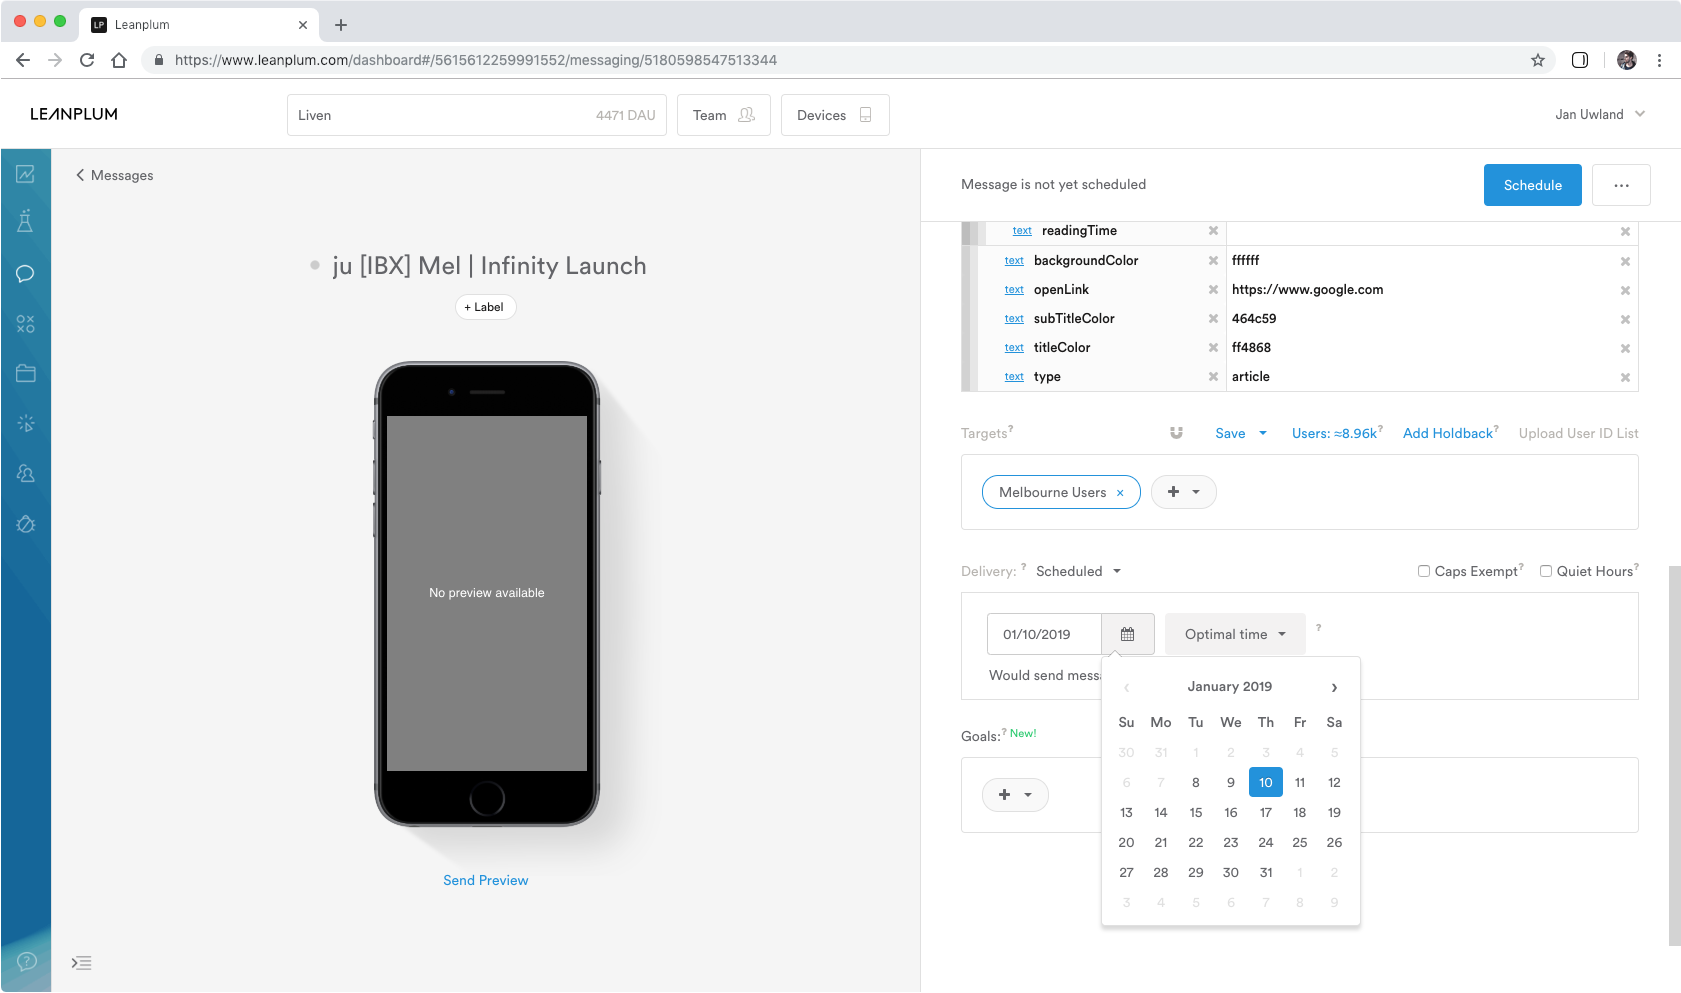 LP Leanplum
https://www.leanplum.com/dashboard#/5615612259991552/messaging/5180598547513344
LEANPLUM
Liven 4471 DAU
Team
Devices
Jan Uwland
Messages
Message is not yet scheduled
Schedule
ju [IBX] Mel | Infinity Launch
+ Label
No preview available
Send Preview
text readingTime
text backgroundColor ffffff
text openLink https://www.google.com
text subTitleColor 464c59
text titleColor ff4868
text type article
Targets? Save Users: ≈8.96k? Add Holdback? Upload User ID List
Melbourne Users ×
Delivery: ? Scheduled Caps Exempt? Quiet Hours?
01/10/2019 Optimal time ?
Would send messa
Goals:? New!
‹ January 2019 ›
Su Mo Tu We Th Fr Sa
30 31 1 2 3 4 5
6 7 8 9 10 11 12
13 14 15 16 17 18 19
20 21 22 23 24 25 26
27 28 29 30 31 1 2
3 4 5 6 7 8 9